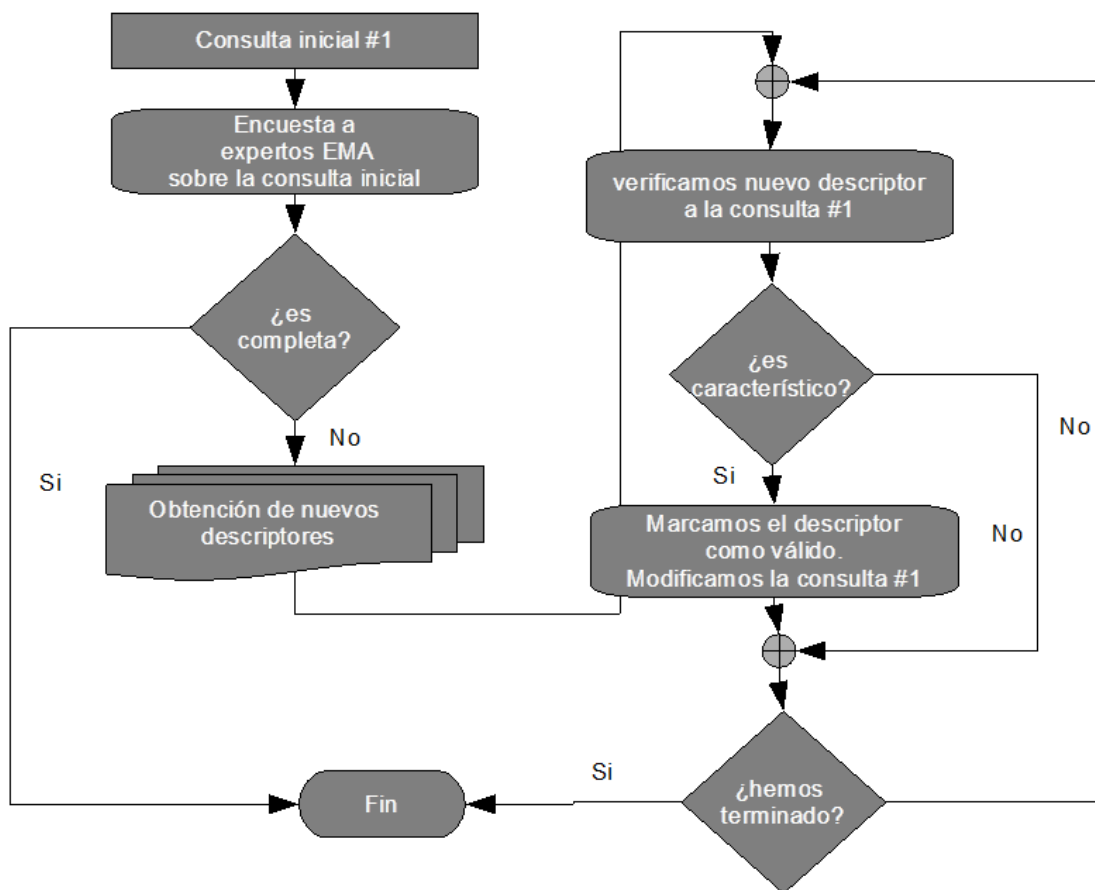 Consulta inicial #1
Encuesta a
expertos EMA
sobre la consulta inicial
¿es
completa?
No
Si
Obtención de nuevos
descriptores
verificamos nuevo descriptor
a la consulta #1
¿es
característico?
No
Si
No
Marcamos el descriptor
como válido.
Modificamos la consulta #1
¿hemos
terminado?
Si
Fin